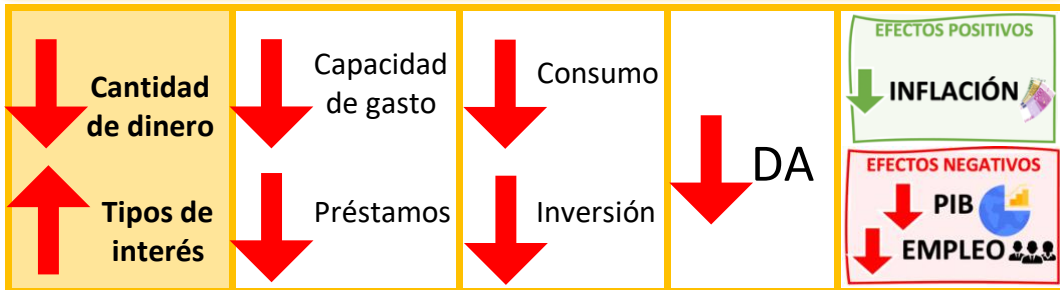 Cantidad
de dinero
Tipos de
interés
Capacidad
de gasto
Préstamos
Consumo
Inversión
DA
EFECTOS POSITIVOS
INFLACIÓN
EFECTOS NEGATIVOS
PIB
EMPLEO